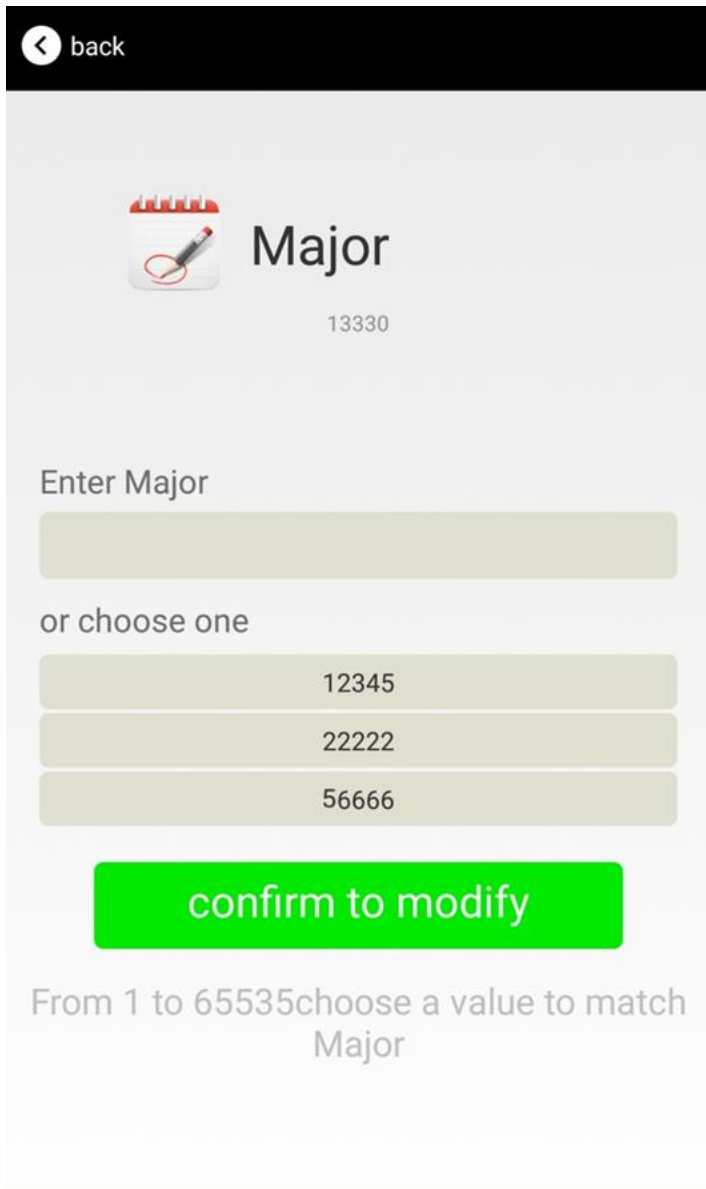 back
Major
13330
Enter Major
or choose one
12345
22222
56666
confirm to modify
From 1 to 65535choose a value to match
Major